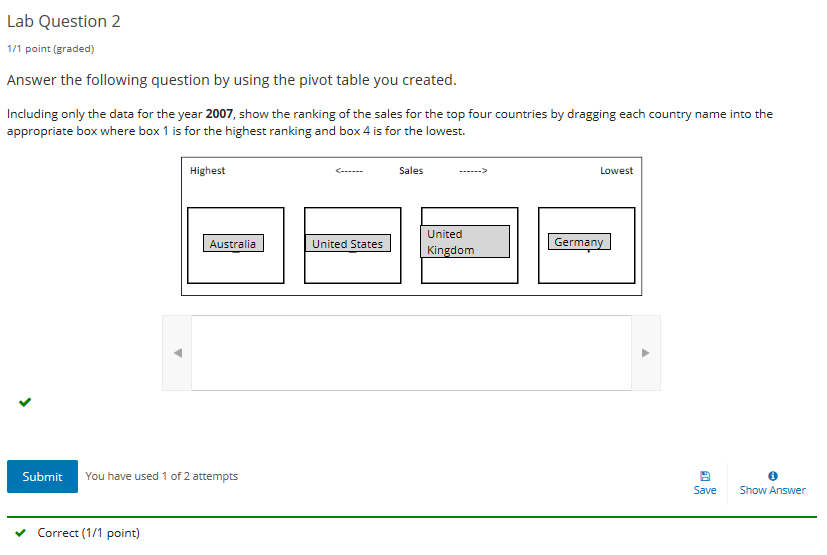 Lab Question 2
1/1 point (graded)
Answer the following question by using the pivot table you created.
Including only the data for the year 2007, show the ranking of the sales for the top four countries by dragging each country name into the
appropriate box where box 1 is for the highest ranking and box 4 is for the lowest.
Highest <------ Sales ------> Lowest
Australia United States United Kingdom Germany
Submit You have used 1 of 2 attempts Save Show Answer
Correct (1/1 point)